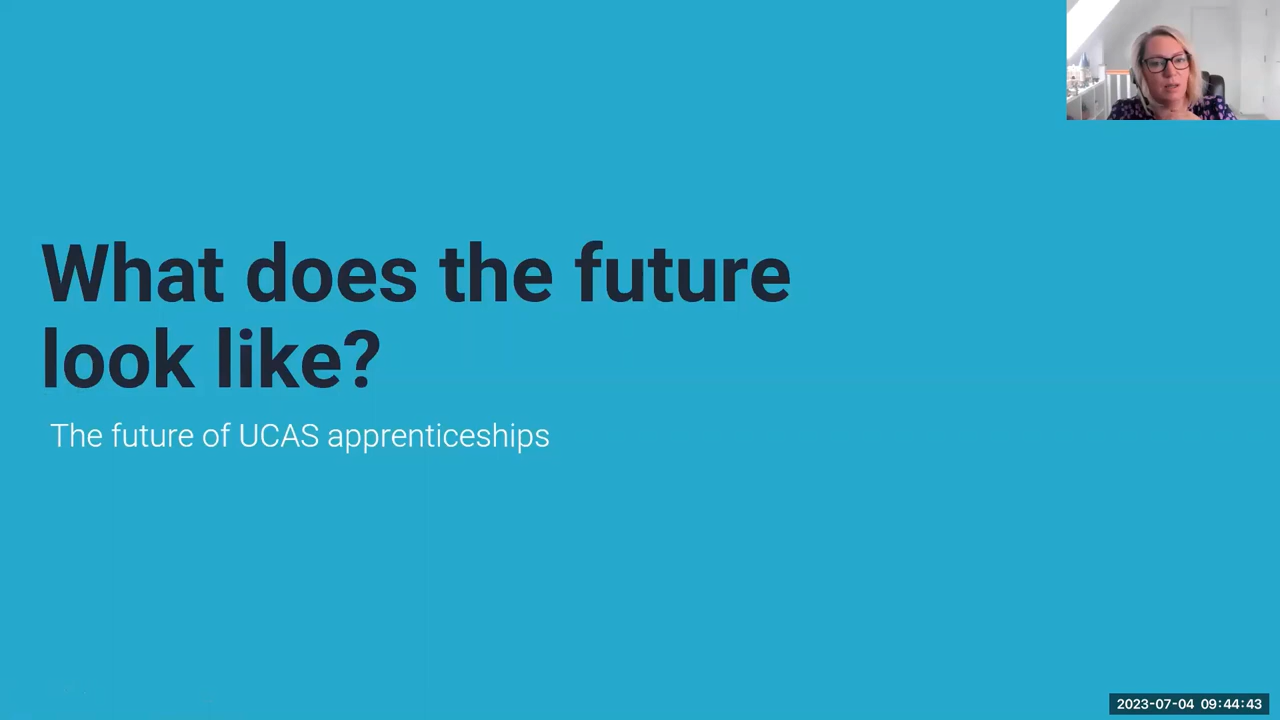 What does the future
look like?
The future of UCAS apprenticeships
2023-07-04 09:44:43